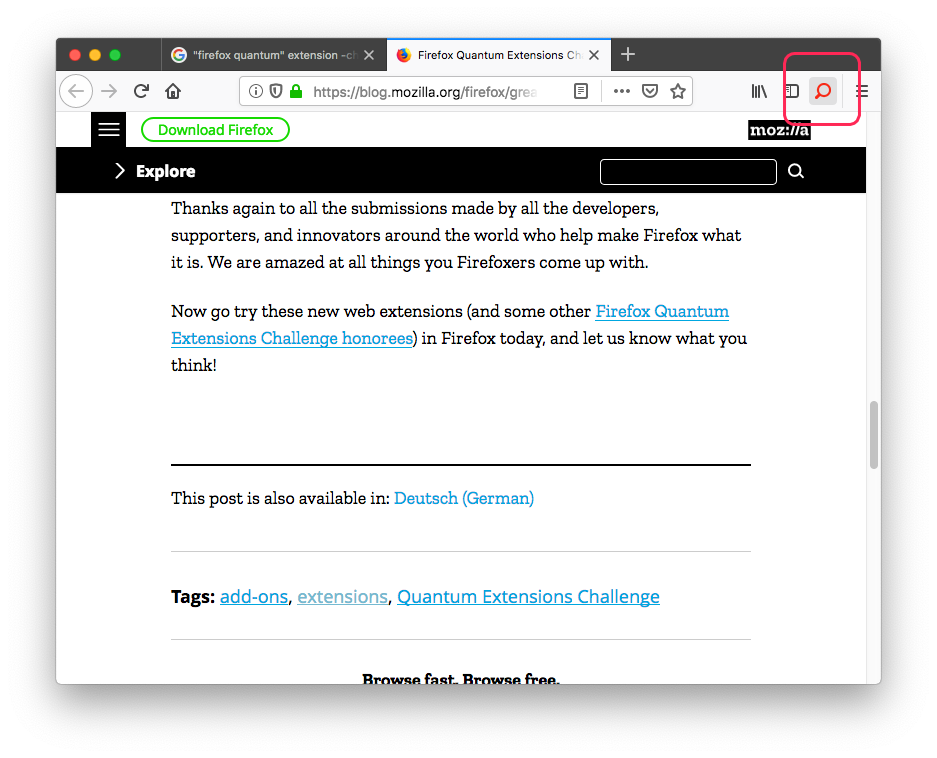 "firefox quantum" extension -ch
Firefox Quantum Extensions Cha
https://blog.mozilla.org/firefox/grea
Download Firefox
moz://a
Explore
Thanks again to all the submissions made by all the developers,
supporters, and innovators around the world who help make Firefox what
it is. We are amazed at all things you Firefoxers come up with.
Now go try these new web extensions (and some other Firefox Quantum
Extensions Challenge honorees) in Firefox today, and let us know what you
think!
This post is also available in: Deutsch (German)
Tags: add-ons, extensions, Quantum Extensions Challenge
Browse fast. Browse free.